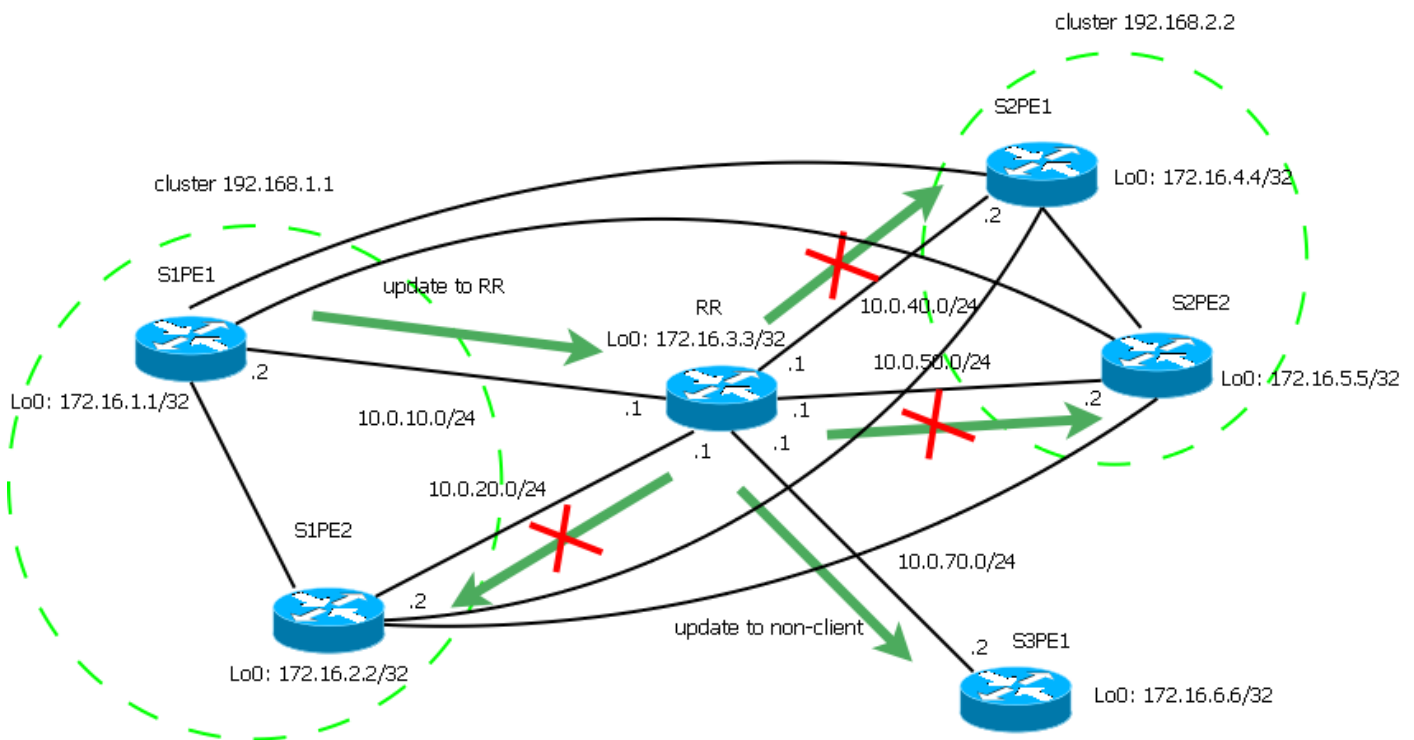 cluster 192.168.2.2
S2PE1
cluster 192.168.1.1
Lo0: 172.16.4.4/32
.2
S1PE1
update to RR
RR
10.0.40.0/24
S2PE2
Lo0: 172.16.3.3/32
.1
10.0.50.0/24
.2
Lo0: 172.16.5.5/32
Lo0: 172.16.1.1/32
.1
.1
.2
10.0.10.0/24
.1
.1
10.0.20.0/24
S1PE2
10.0.70.0/24
.2
update to non-client
S3PE1
.2
Lo0: 172.16.2.2/32
Lo0: 172.16.6.6/32